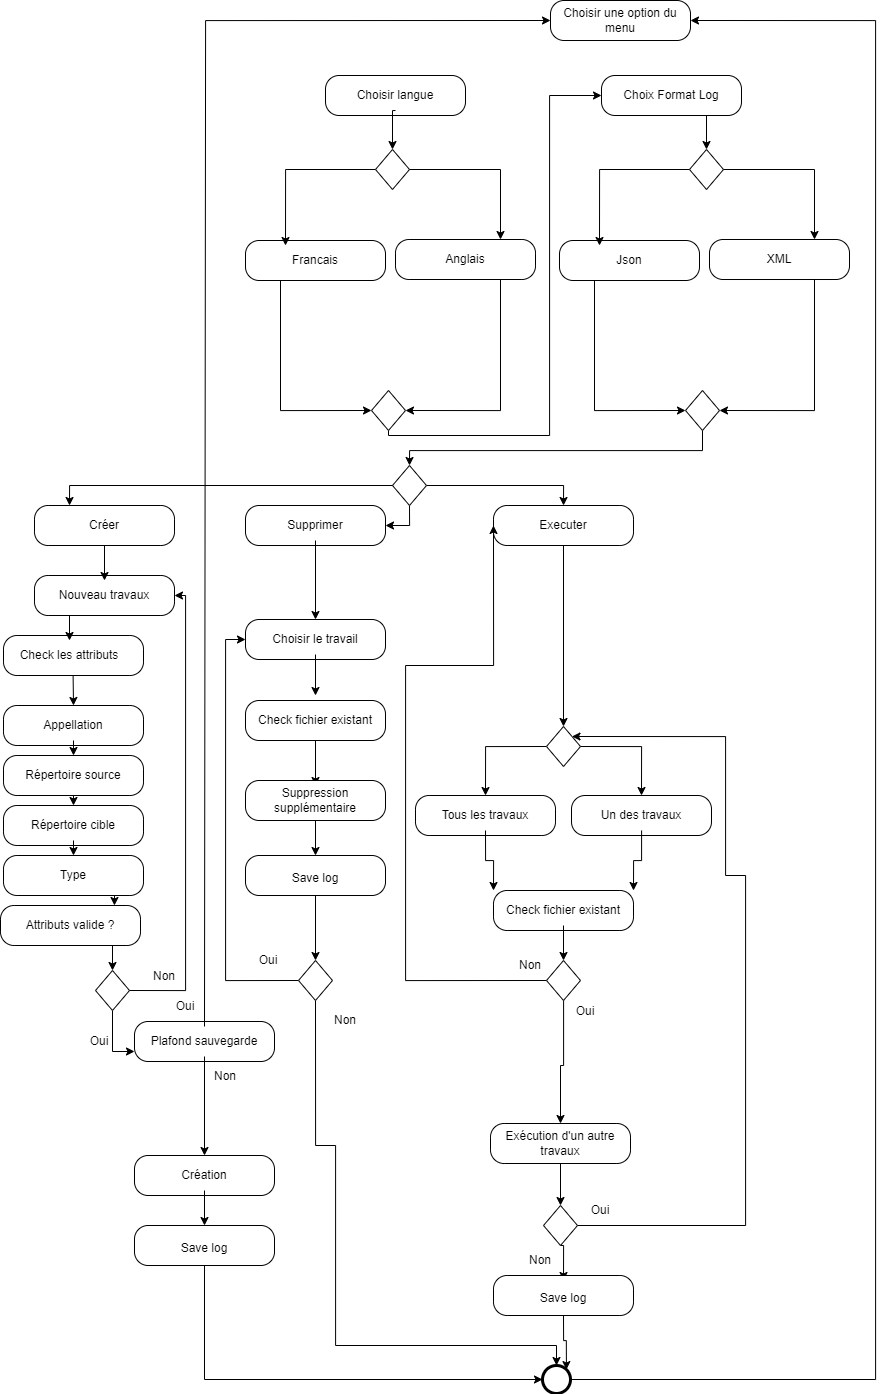 Choisir une option du
menu
Choisir langue
Choix Format Log
Francais
Anglais
Json
XML
Créer
Supprimer
Executer
Nouveau travaux
Choisir le travail
Check les attributs
Check fichier existant
Appellation
Répertoire source
Suppression
supplémentaire
Tous les travaux
Un des travaux
Répertoire cible
Type
Save log
Check fichier existant
Attributs valide ?
Oui
Non
Non
Oui
Non
Oui
Oui
Plafond sauvegarde
Non
Exécution d'un autre
travaux
Création
Oui
Save log
Non
Save log